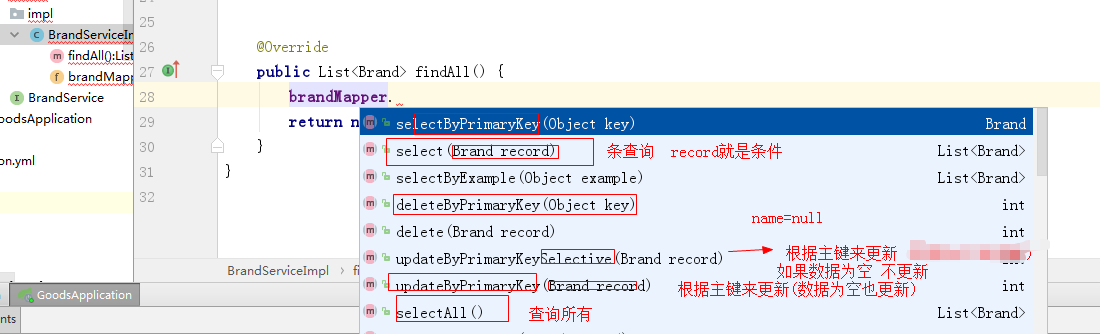 impl
BrandServiceIm
findAll():List
brandMapp
BrandService
oodsApplication
on.yml
25
26 @Override
27 public List<Brand> findAll() {
28 brandMapper.
29 return n
30 }
31 }
32
selectByPrimaryKey(Object key) Brand
select(Brand record) 条查询 record就是条件 List<Brand>
selectByExample(Object example) List<Brand>
deleteByPrimaryKey(Object key) int
name=null
delete(Brand record) int
updateByPrimaryKeySelective(Brand record) 根据主键来更新
如果数据为空 不更新
updateByPrimaryKey(Brand record) 根据主键来更新(数据为空也更新) int
selectAll() 查询所有 List<Brand>
BrandServiceImpl
GoodsApplication
nts